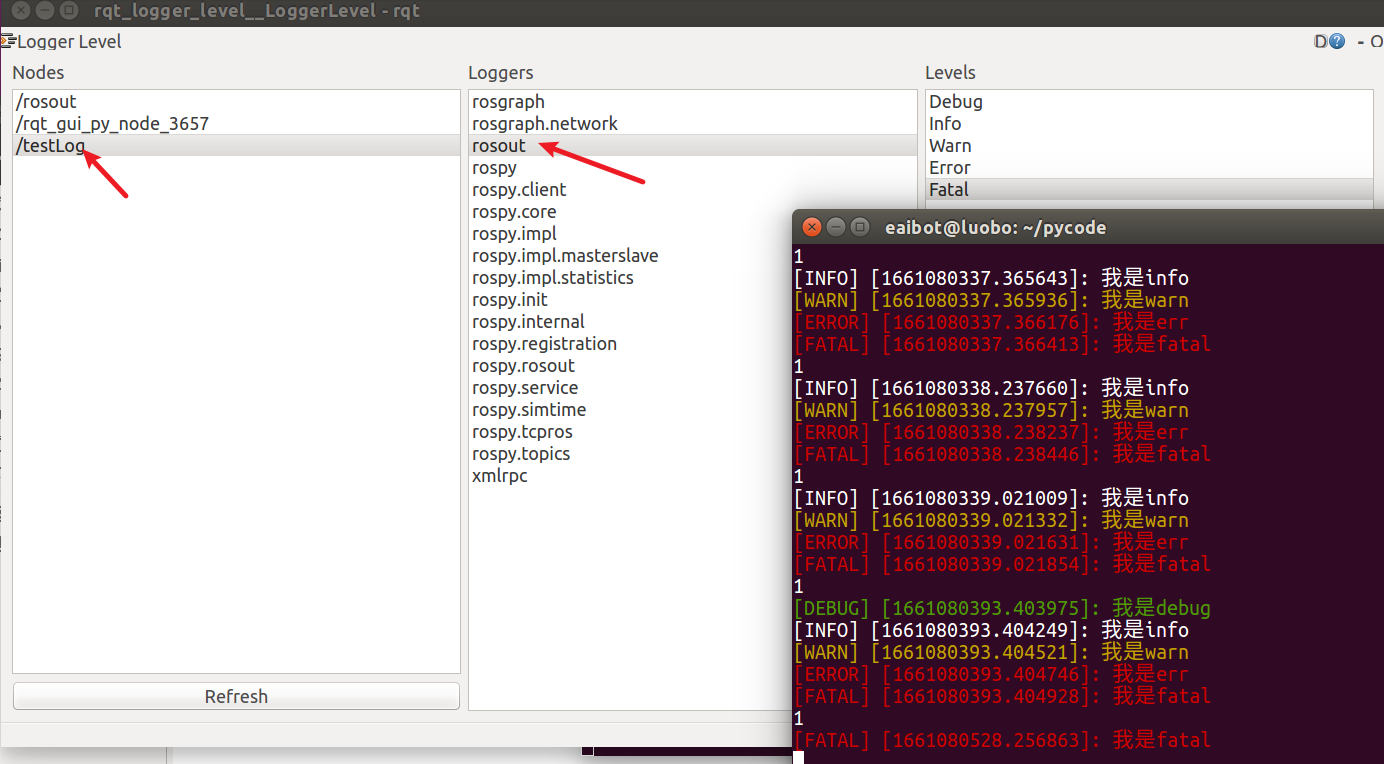 rqt_logger_level__LoggerLevel - rqt
Logger Level
D - O
Nodes
/rosout
/rqt_gui_py_node_3657
/testLog
Refresh
Loggers
rosgraph
rosgraph.network
rosout
rospy
rospy.client
rospy.core
rospy.impl
rospy.impl.masterslave
rospy.impl.statistics
rospy.init
rospy.internal
rospy.registration
rospy.rosout
rospy.service
rospy.simtime
rospy.tcpros
rospy.topics
xmlrpc
Levels
Debug
Info
Warn
Error
Fatal
eaibot@luobo: ~/pycode
1
[INFO] [1661080337.365643]: 我是info
[WARN] [1661080337.365936]: 我是warn
[ERROR] [1661080337.366176]: 我是err
[FATAL] [1661080337.366413]: 我是fatal
1
[INFO] [1661080338.237660]: 我是info
[WARN] [1661080338.237957]: 我是warn
[ERROR] [1661080338.238237]: 我是err
[FATAL] [1661080338.238446]: 我是fatal
1
[INFO] [1661080339.021009]: 我是info
[WARN] [1661080339.021332]: 我是warn
[ERROR] [1661080339.021631]: 我是err
[FATAL] [1661080339.021854]: 我是fatal
1
[DEBUG] [1661080393.403975]: 我是debug
[INFO] [1661080393.404249]: 我是info
[WARN] [1661080393.404521]: 我是warn
[ERROR] [1661080393.404746]: 我是err
[FATAL] [1661080393.404928]: 我是fatal
1
[FATAL] [1661080528.256863]: 我是fatal